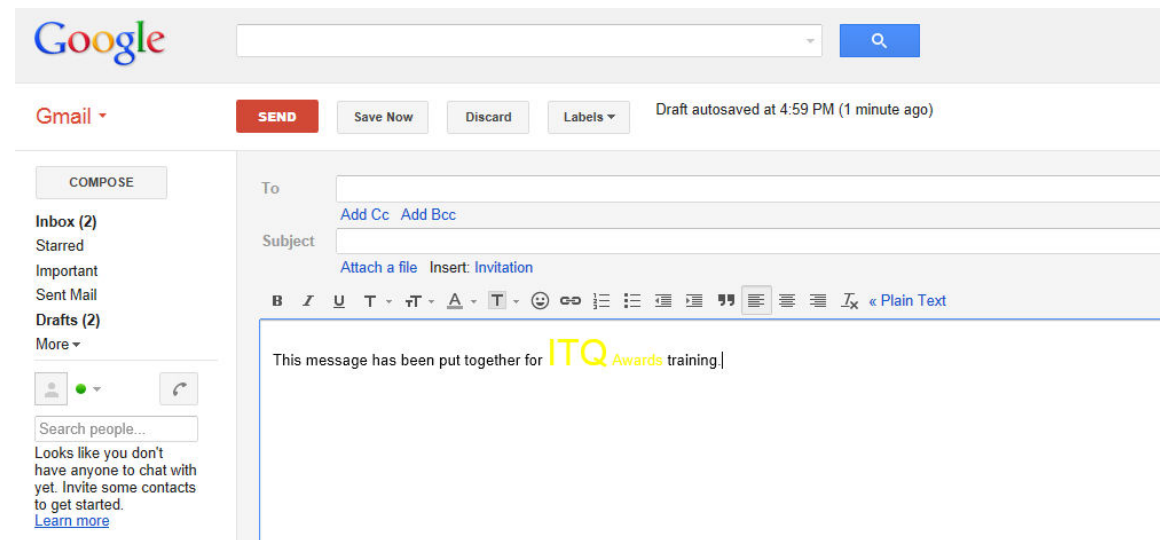 Google
Gmail
SEND Save Now Discard Labels Draft autosaved at 4:59 PM (1 minute ago)
COMPOSE
Inbox (2)
Starred
Important
Sent Mail
Drafts (2)
More
Search people...
Looks like you don't
have anyone to chat with
yet. Invite some contacts
to get started.
Learn more
To
Add Cc Add Bcc
Subject
Attach a file Insert: Invitation
B I U T T A T « Plain Text
This message has been put together for ITQ Awards training.